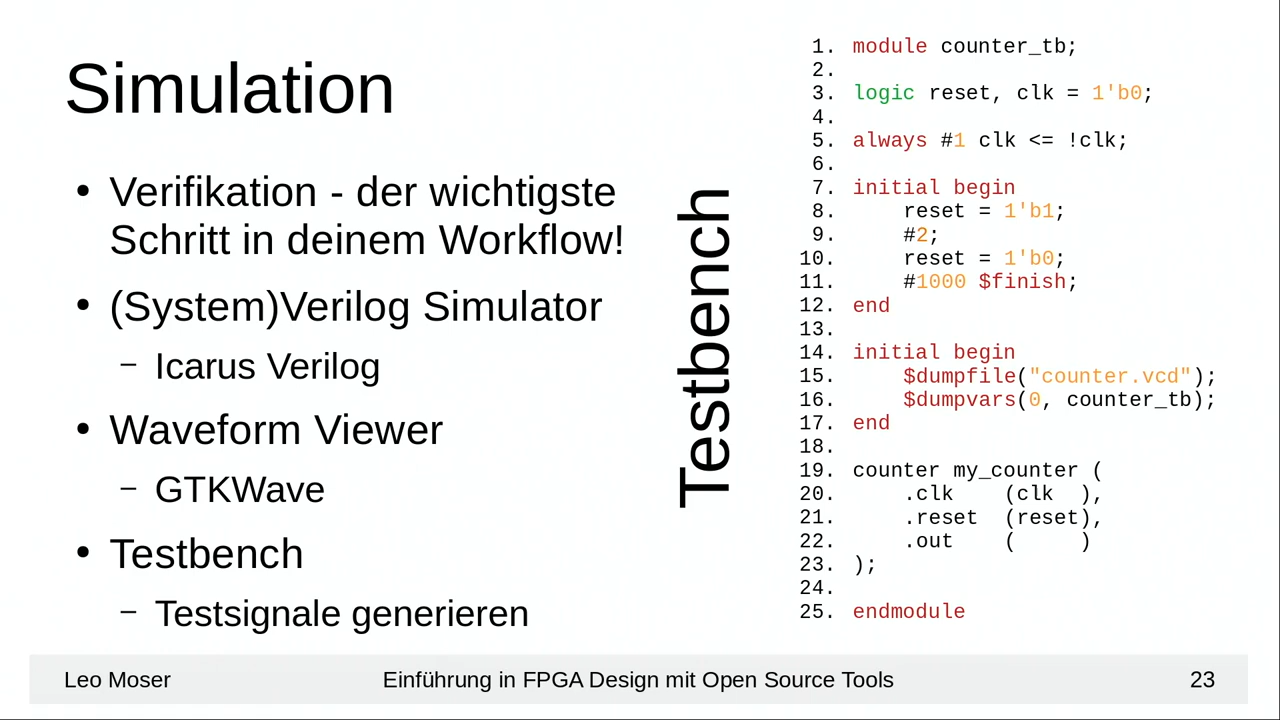 Simulation
• Verifikation - der wichtigste
Schritt in deinem Workflow!
• (System)Verilog Simulator
– Icarus Verilog
• Waveform Viewer
– GTKWave
• Testbench
– Testsignale generieren
Testbench
1. module counter_tb;
2.
3. logic reset, clk = 1'b0;
4.
5. always #1 clk <= !clk;
6.
7. initial begin
8.     reset = 1'b1;
9.     #2;
10.     reset = 1'b0;
11.     #1000 $finish;
12. end
13.
14. initial begin
15.     $dumpfile("counter.vcd");
16.     $dumpvars(0, counter_tb);
17. end
18.
19. counter my_counter (
20.     .clk    (clk  ),
21.     .reset  (reset),
22.     .out    (     )
23. );
24.
25. endmodule
Leo Moser
Einführung in FPGA Design mit Open Source Tools
23